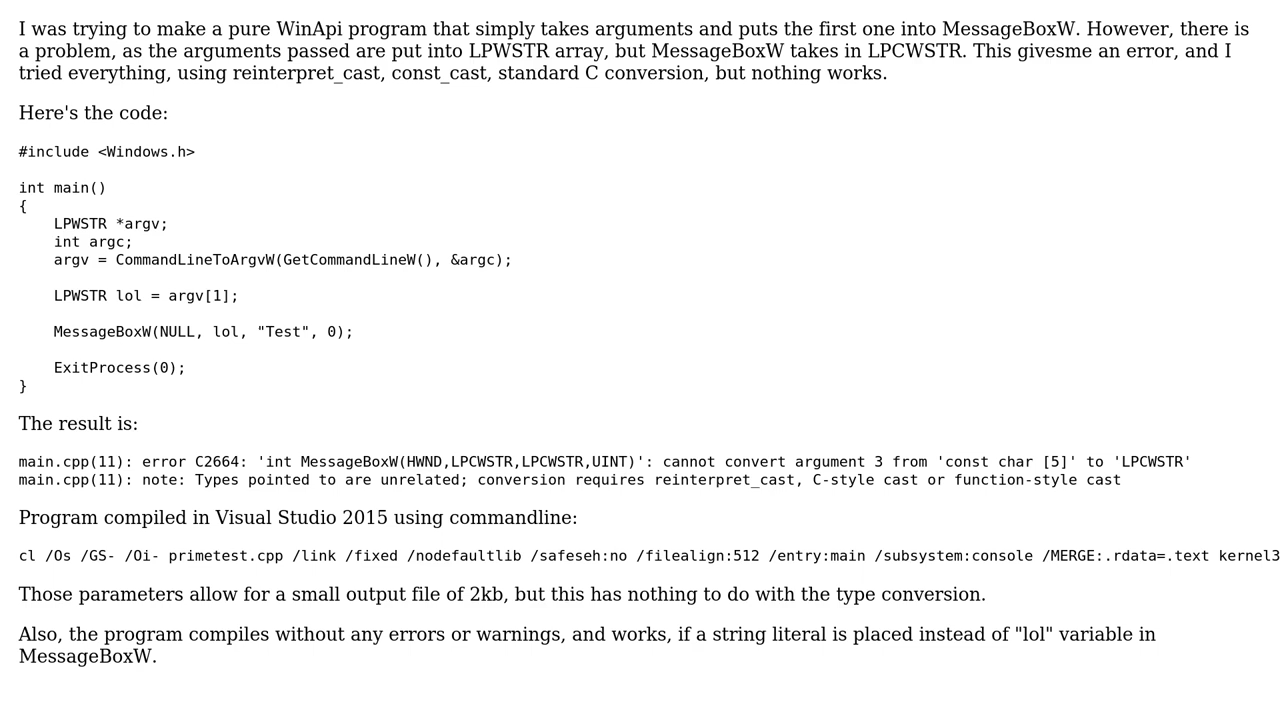 I was trying to make a pure WinApi program that simply takes arguments and puts the first one into MessageBoxW. However, there is
a problem, as the arguments passed are put into LPWSTR array, but MessageBoxW takes in LPCWSTR. This givesme an error, and I
tried everything, using reinterpret_cast, const_cast, standard C conversion, but nothing works.
Here's the code:
#include <Windows.h>
int main()
{
    LPWSTR *argv;
    int argc;
    argv = CommandLineToArgvW(GetCommandLineW(), &argc);
    LPWSTR lol = argv[1];
    MessageBoxW(NULL, lol, "Test", 0);
    ExitProcess(0);
}
The result is:
main.cpp(11): error C2664: 'int MessageBoxW(HWND,LPCWSTR,LPCWSTR,UINT)': cannot convert argument 3 from 'const char [5]' to 'LPCWSTR'
main.cpp(11): note: Types pointed to are unrelated; conversion requires reinterpret_cast, C-style cast or function-style cast
Program compiled in Visual Studio 2015 using commandline:
cl /Os /GS- /Oi- primetest.cpp /link /fixed /nodefaultlib /safeseh:no /filealign:512 /entry:main /subsystem:console /MERGE:.rdata=.text kernel3
Those parameters allow for a small output file of 2kb, but this has nothing to do with the type conversion.
Also, the program compiles without any errors or warnings, and works, if a string literal is placed instead of "lol" variable in
MessageBoxW.